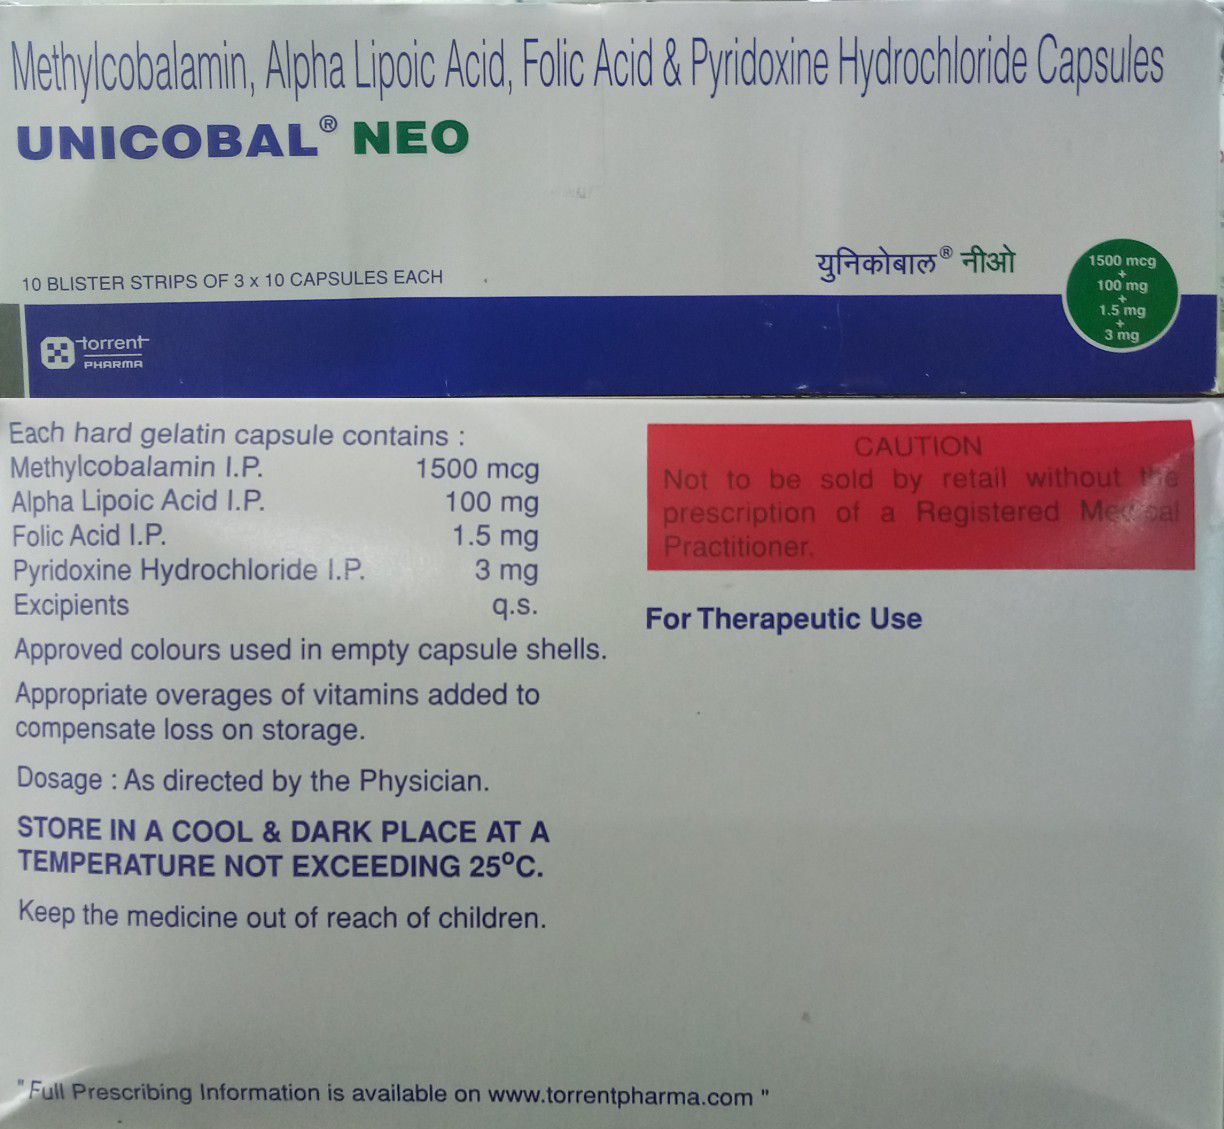 Methylcobalamin, Alpha Lipoic Acid, Folic Acid & Pyridoxine Hydrochloride Capsules
UNICOBAL® NEO
युनिकोबाल® नीओ
10 BLISTER STRIPS OF 3 x 10 CAPSULES EACH
1500 mcg
+
100 mg
+
1.5 mg
+
3 mg
torrent
PHARMA
Each hard gelatin capsule contains :
Methylcobalamin I.P. 1500 mcg
Alpha Lipoic Acid I.P. 100 mg
Folic Acid I.P. 1.5 mg
Pyridoxine Hydrochloride I.P. 3 mg
Excipients q.s.
Approved colours used in empty capsule shells.
Appropriate overages of vitamins added to
compensate loss on storage.
Dosage : As directed by the Physician.
STORE IN A COOL & DARK PLACE AT A
TEMPERATURE NOT EXCEEDING 25°C.
Keep the medicine out of reach of children.
CAUTION
Not to be sold by retail without the
prescription of a Registered Medical
Practitioner.
For Therapeutic Use
"Full Prescribing Information is available on www.torrentpharma.com "